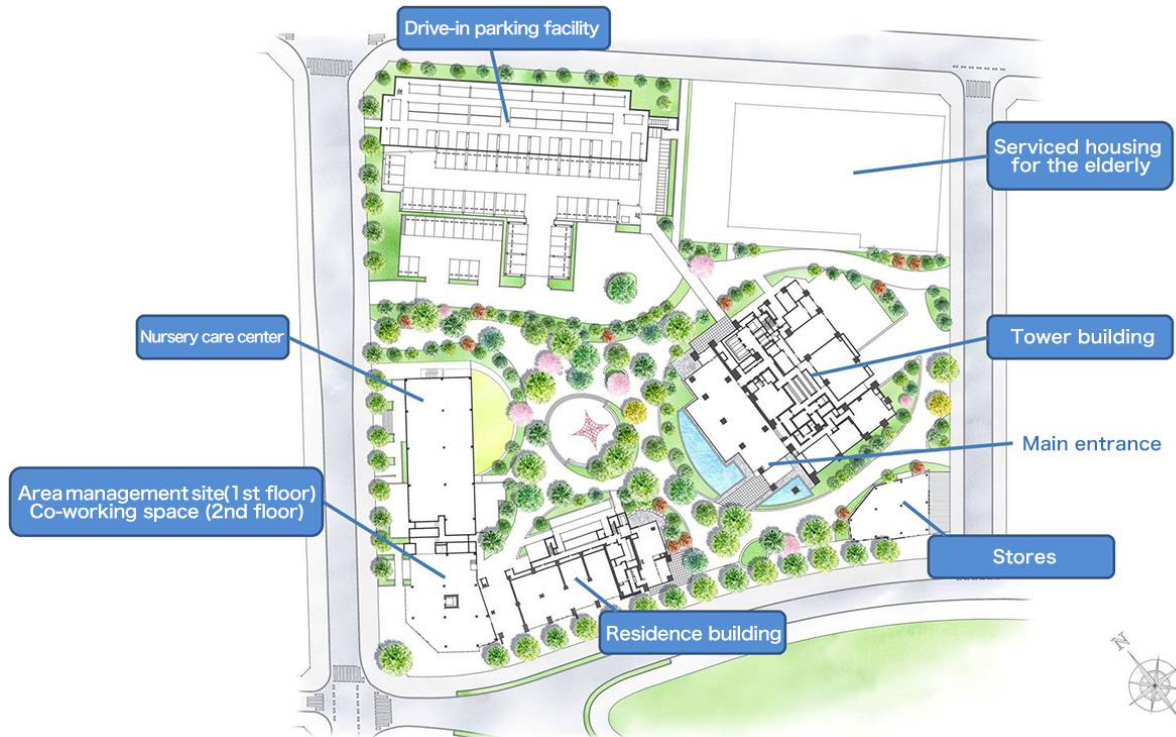 Drive-in parking facility
Serviced housing
for the elderly
Nursery care center
Tower building
Main entrance
Area management site(1st floor)
Co-working space (2nd floor)
Stores
Residence building
N